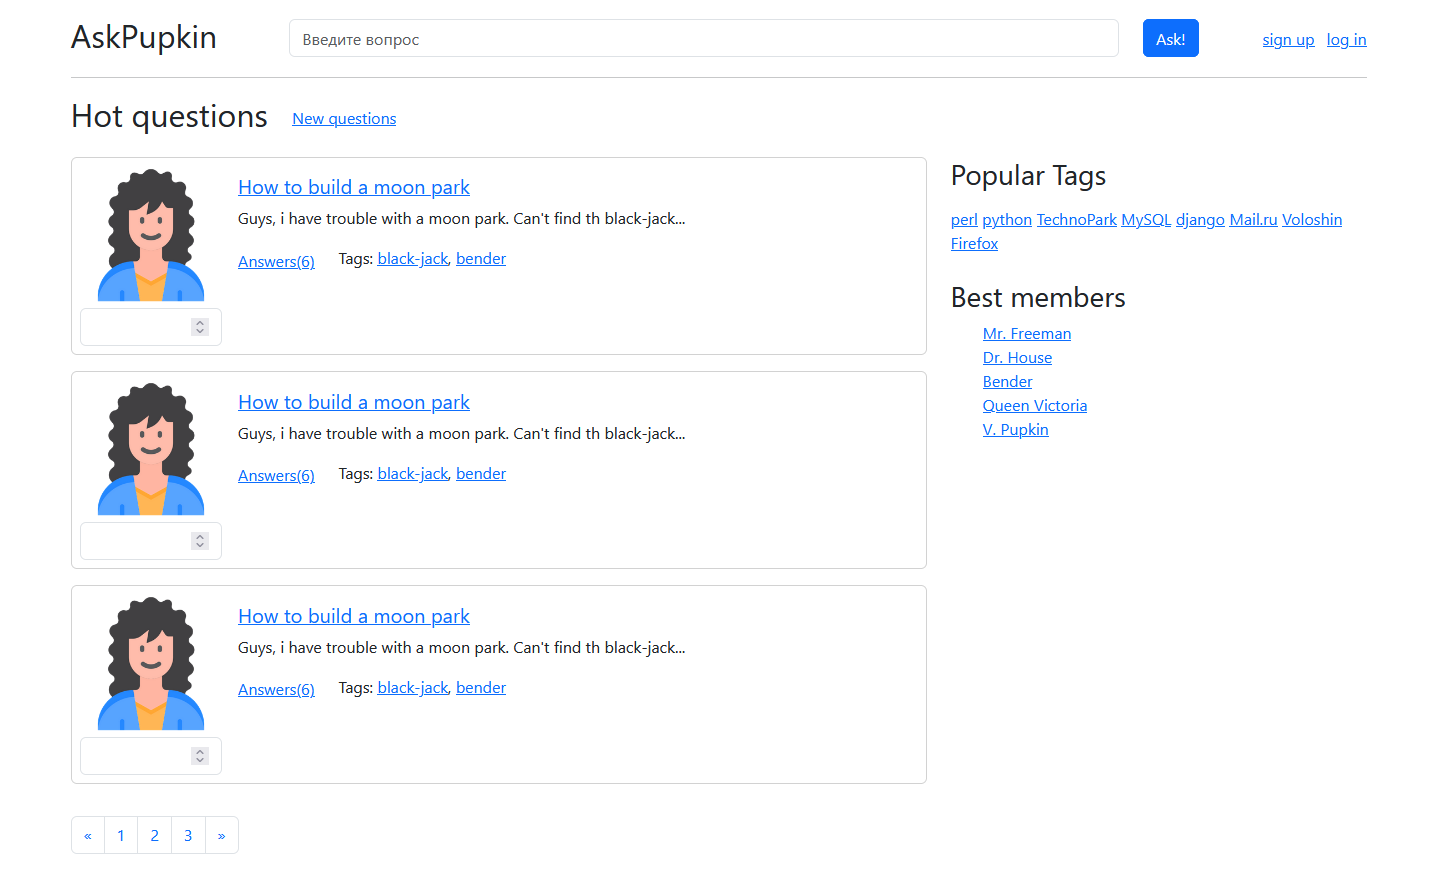 AskPupkin Введите вопрос Ask! sign up log in
Hot questions New questions
How to build a moon park
Guys, i have trouble with a moon park. Can't find th black-jack...
Answers(6) Tags: black-jack, bender
How to build a moon park
Guys, i have trouble with a moon park. Can't find th black-jack...
Answers(6) Tags: black-jack, bender
How to build a moon park
Guys, i have trouble with a moon park. Can't find th black-jack...
Answers(6) Tags: black-jack, bender
« 1 2 3 »
Popular Tags
perl python TechnoPark MySQL django Mail.ru Voloshin
Firefox
Best members
Mr. Freeman
Dr. House
Bender
Queen Victoria
V. Pupkin